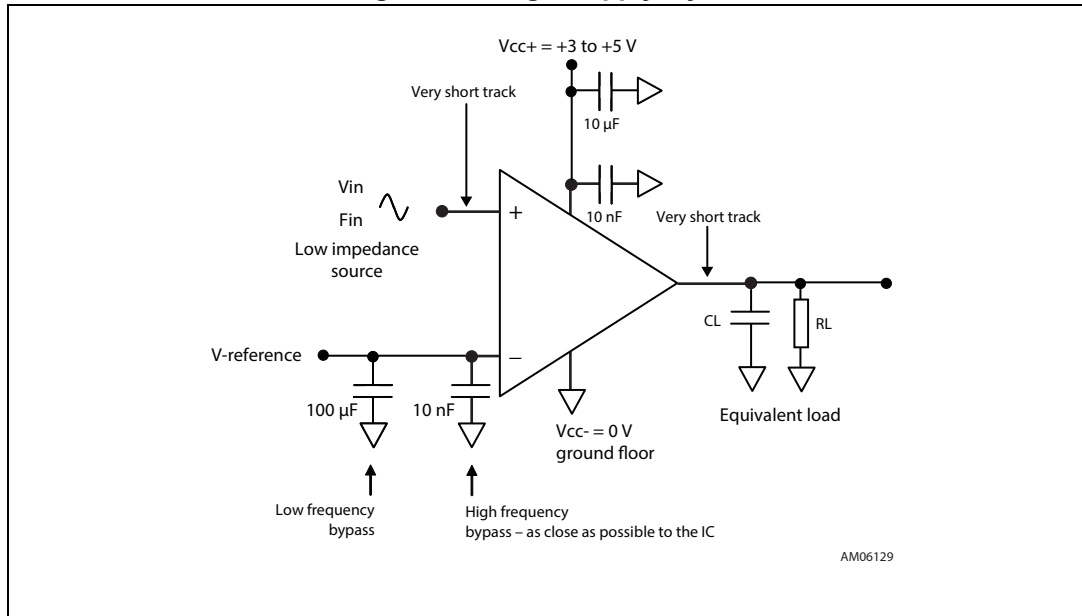 Vcc+ = +3 to +5 V
Very short track
10 µF
Vin
Fin
Low impedance
source
+
10 nF
Very short track
CL
RL
V-reference
−
100 µF
10 nF
Vcc- = 0 V
ground floor
Equivalent load
Low frequency
bypass
High frequency
bypass – as close as possible to the IC
AM06129